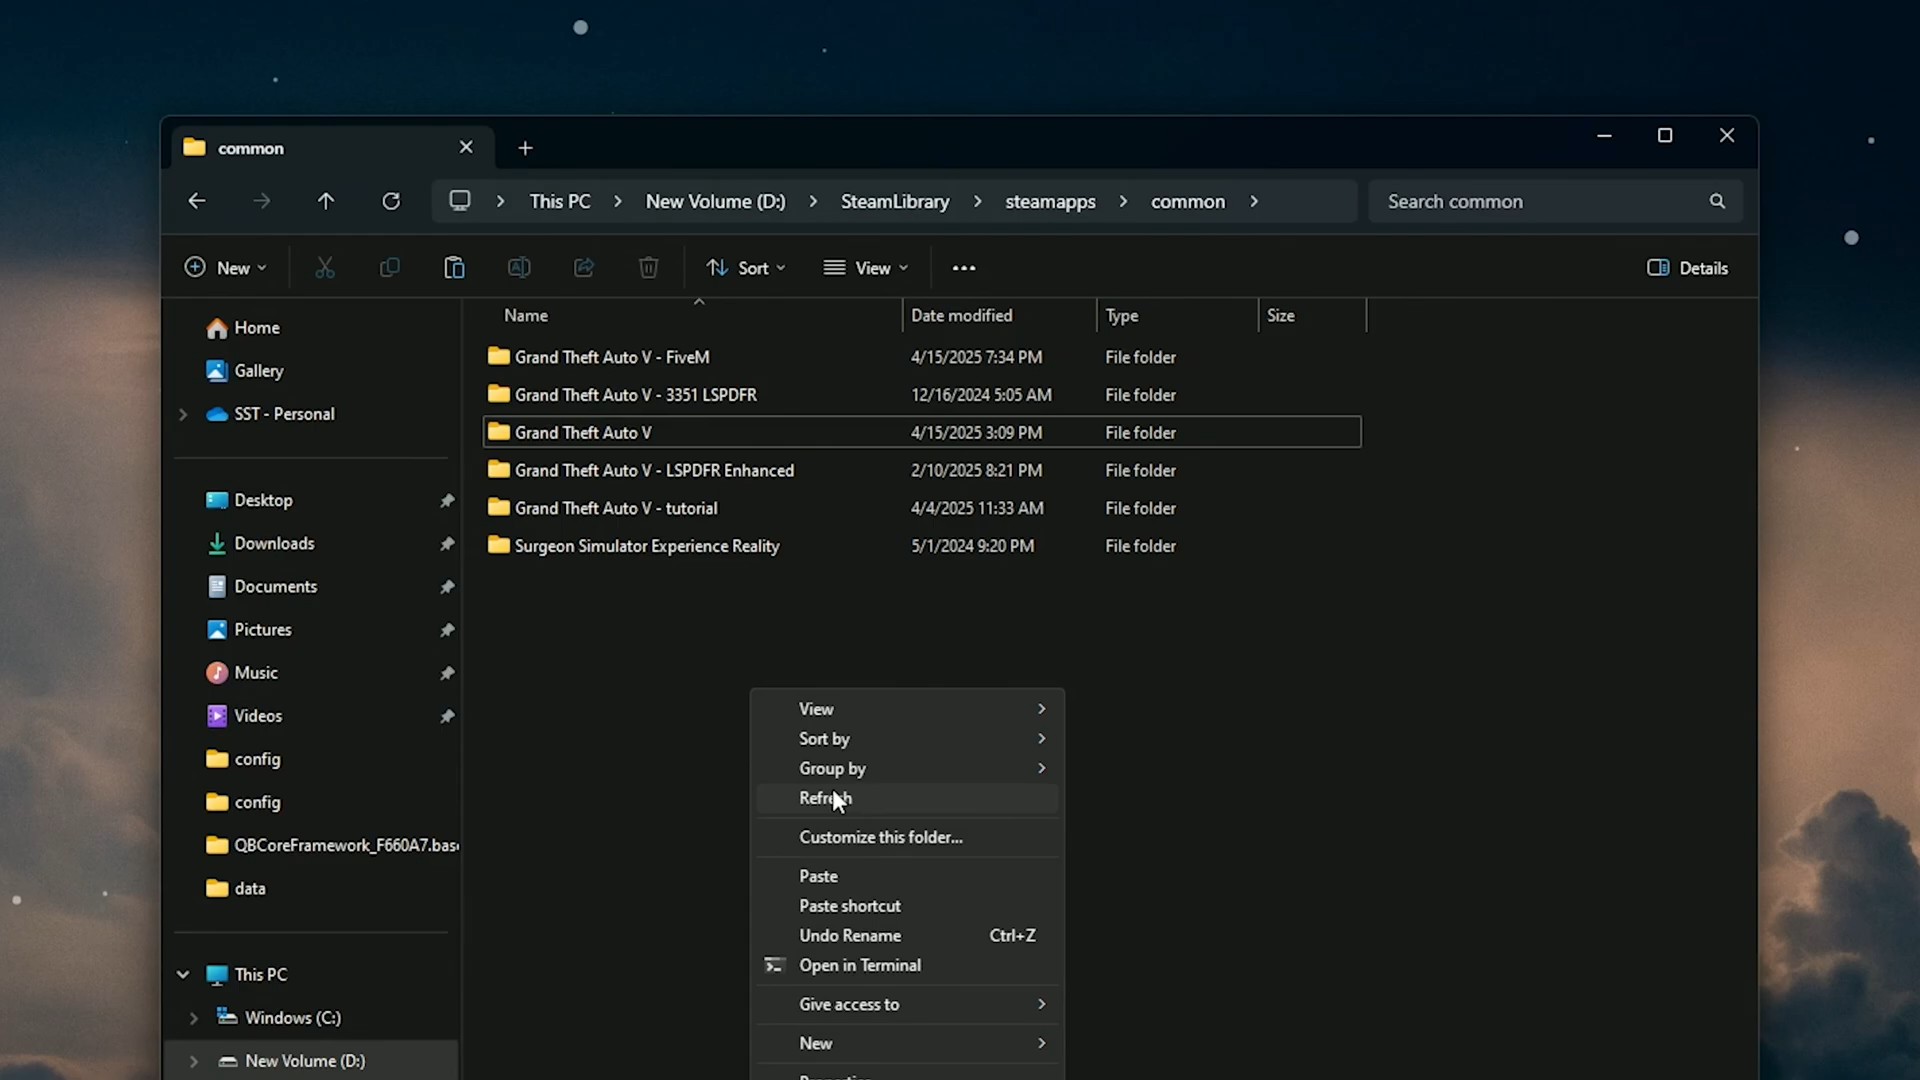 common
This PC
New Volume (D:)
SteamLibrary
steamapps
common
Search common
New
Sort
View
Details
Name
Date modified
Type
Size
Grand Theft Auto V - FiveM 4/15/2025 7:34 PM File folder
Grand Theft Auto V - 3351 LSPDFR 12/16/2024 5:05 AM File folder
Grand Theft Auto V 4/15/2025 3:09 PM File folder
Grand Theft Auto V - LSPDFR Enhanced 2/10/2025 8:21 PM File folder
Grand Theft Auto V - tutorial 4/4/2025 11:33 AM File folder
Surgeon Simulator Experience Reality 5/1/2024 9:20 PM File folder
Home
Gallery
SST - Personal
Desktop
Downloads
Documents
Pictures
Music
Videos
config
config
QBCoreFramework_F660A7.bas
data
This PC
Windows (C:)
New Volume (D:)
View
Sort by
Group by
Refresh
Customize this folder...
Paste
Paste shortcut
Undo Rename Ctrl+Z
Open in Terminal
Give access to
New